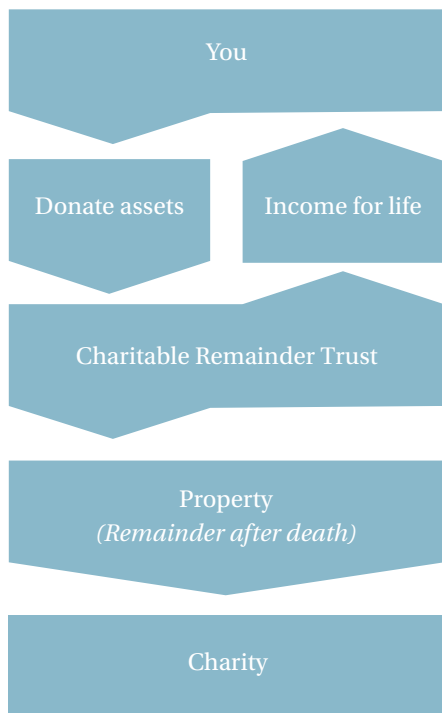 You
Donate assets
Income for life
Charitable Remainder Trust
Property
(Remainder after death)
Charity